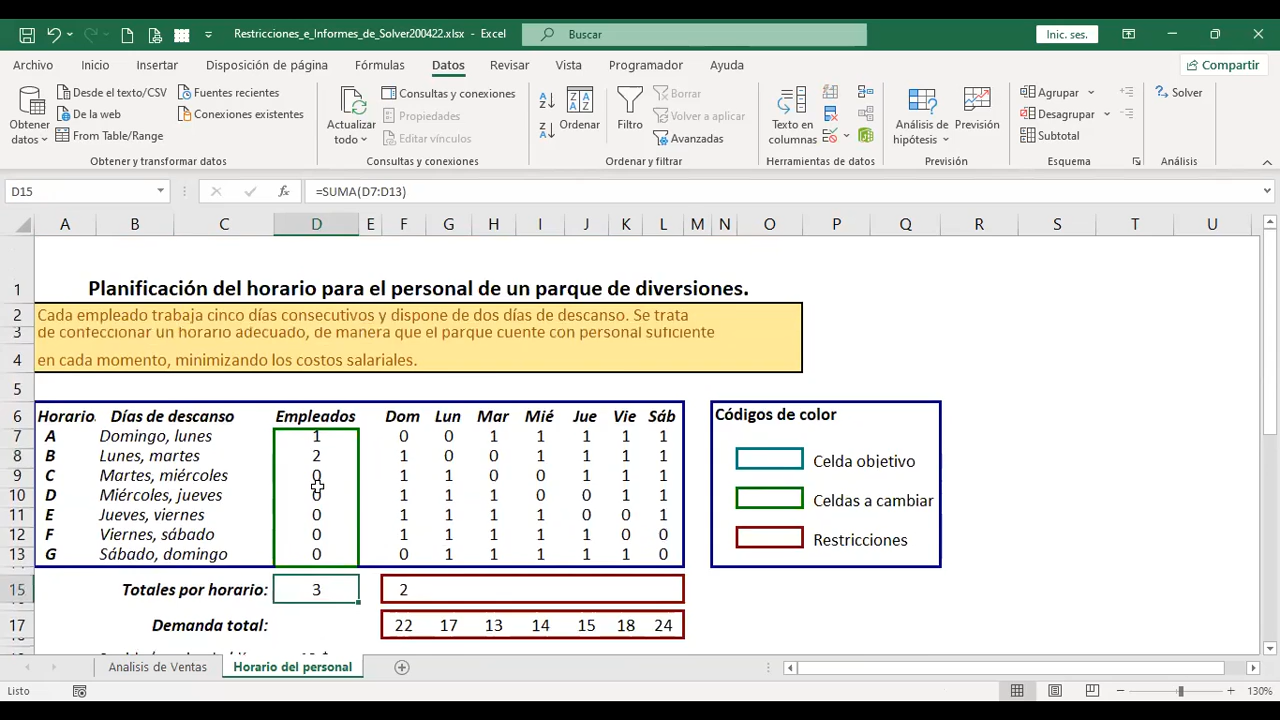 Restricciones_e_Informes_de_Solver200422.xlsx - Excel
Buscar
Inic. ses.
Archivo Inicio Insertar Disposición de página Fórmulas Datos Revisar Vista Programador Ayuda
Compartir
Obtener datos
Desde el texto/CSV
De la web
From Table/Range
Fuentes recientes
Conexiones existentes
Obtener y transformar datos
Actualizar todo
Consultas y conexiones
Propiedades
Editar vínculos
Consultas y conexiones
Ordenar
Filtro
Borrar
Volver a aplicar
Avanzadas
Ordenar y filtrar
Texto en columnas
Herramientas de datos
Análisis de hipótesis
Previsión
Previsión
Agrupar
Desagrupar
Subtotal
Esquema
Solver
Análisis
D15
=SUMA(D7:D13)
A B C D E F G H I J K L M N O P Q R S T U
1 Planificación del horario para el personal de un parque de diversiones.
2 Cada empleado trabaja cinco días consecutivos y dispone de dos días de descanso. Se trata
3 de confeccionar un horario adecuado, de manera que el parque cuente con personal suficiente
4 en cada momento, minimizando los costos salariales.
5
6 Horario Días de descanso Empleados Dom Lun Mar Mié Jue Vie Sáb Códigos de color
7 A Domingo, lunes 1 0 0 1 1 1 1 1
8 B Lunes, martes 2 1 0 0 1 1 1 1 Celda objetivo
9 C Martes, miércoles 0 1 1 0 0 1 1 1
10 D Miércoles, jueves 0 1 1 1 0 0 1 1 Celdas a cambiar
11 E Jueves, viernes 0 1 1 1 1 0 0 1
12 F Viernes, sábado 0 1 1 1 1 1 0 0 Restricciones
13 G Sábado, domingo 0 0 1 1 1 1 1 0
15 Totales por horario: 3 2
17 Demanda total: 22 17 13 14 15 18 24
Analisis de Ventas Horario del personal
Listo
130%